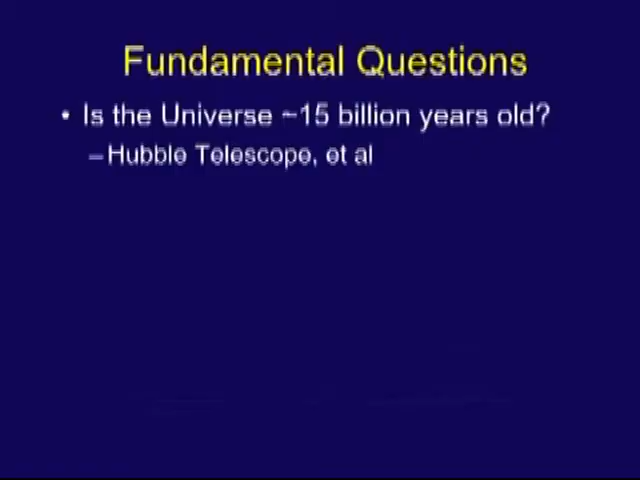 Fundamental Questions
• Is the Universe ~15 billion years old?
–Hubble Telescope, et al